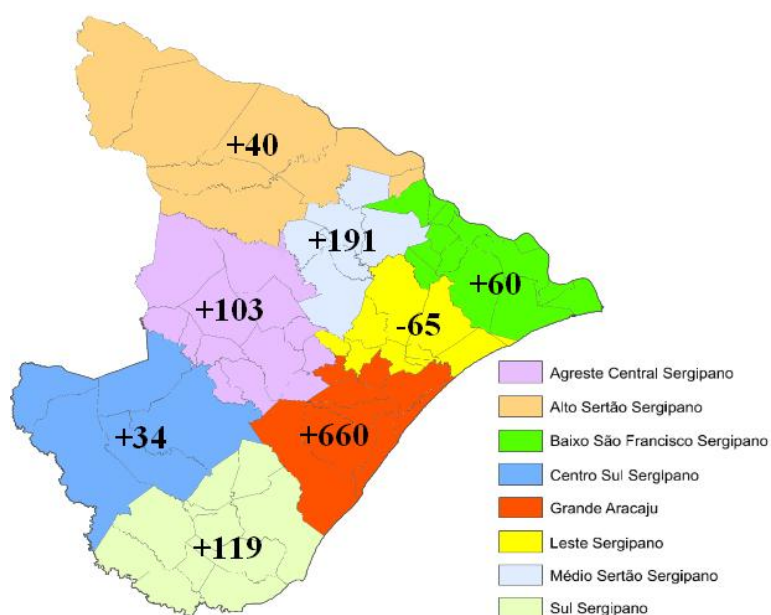 +40
+191
+60
+103
-65
+34
+660
+119
Agreste Central Sergipano
Alto Sertão Sergipano
Baixo São Francisco Sergipano
Centro Sul Sergipano
Grande Aracaju
Leste Sergipano
Médio Sertão Sergipano
Sul Sergipano